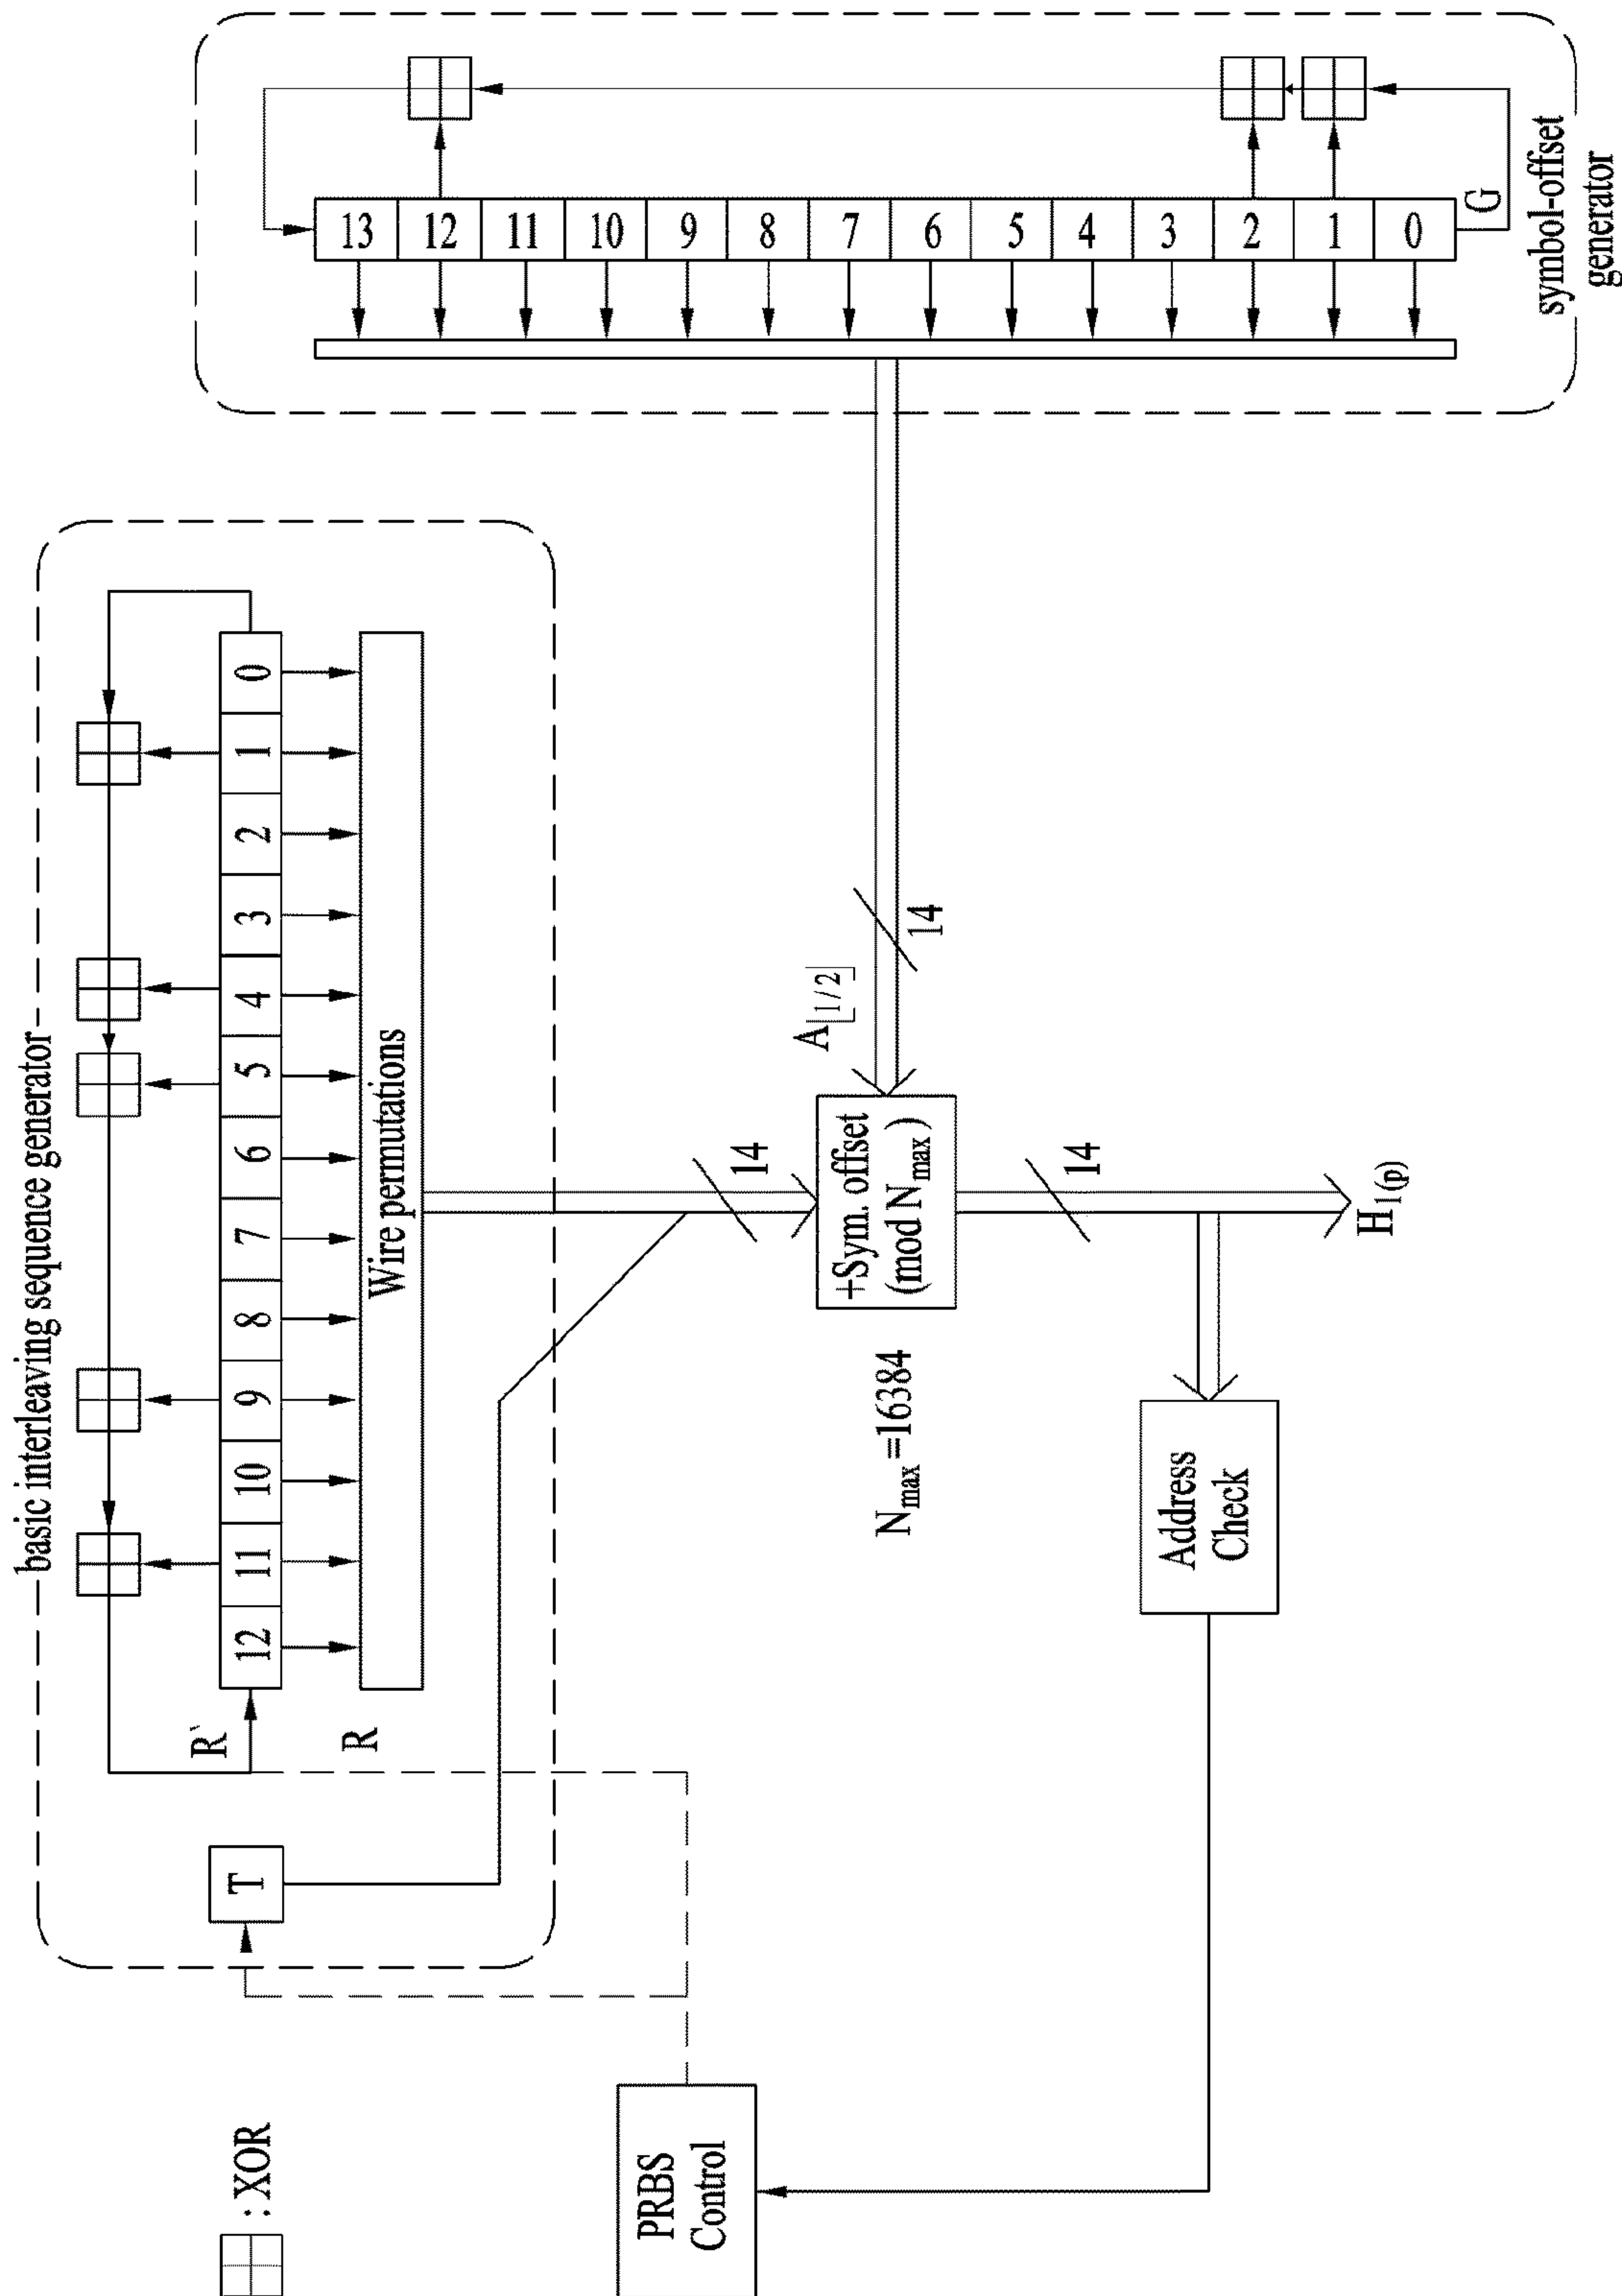 : XOR
basic interleaving sequence generator
T
R`
12 11 10 9 8 7 6 5 4 3 2 1 0
R
Wire permutations
PRBS
Control
14
+Sym. offset
(mod Nmax)
Nmax=16384
A⌊1/2⌋
14
14
Address
Check
H1(p)
13 12 11 10 9 8 7 6 5 4 3 2 1 0
G
symbol-offset
generator